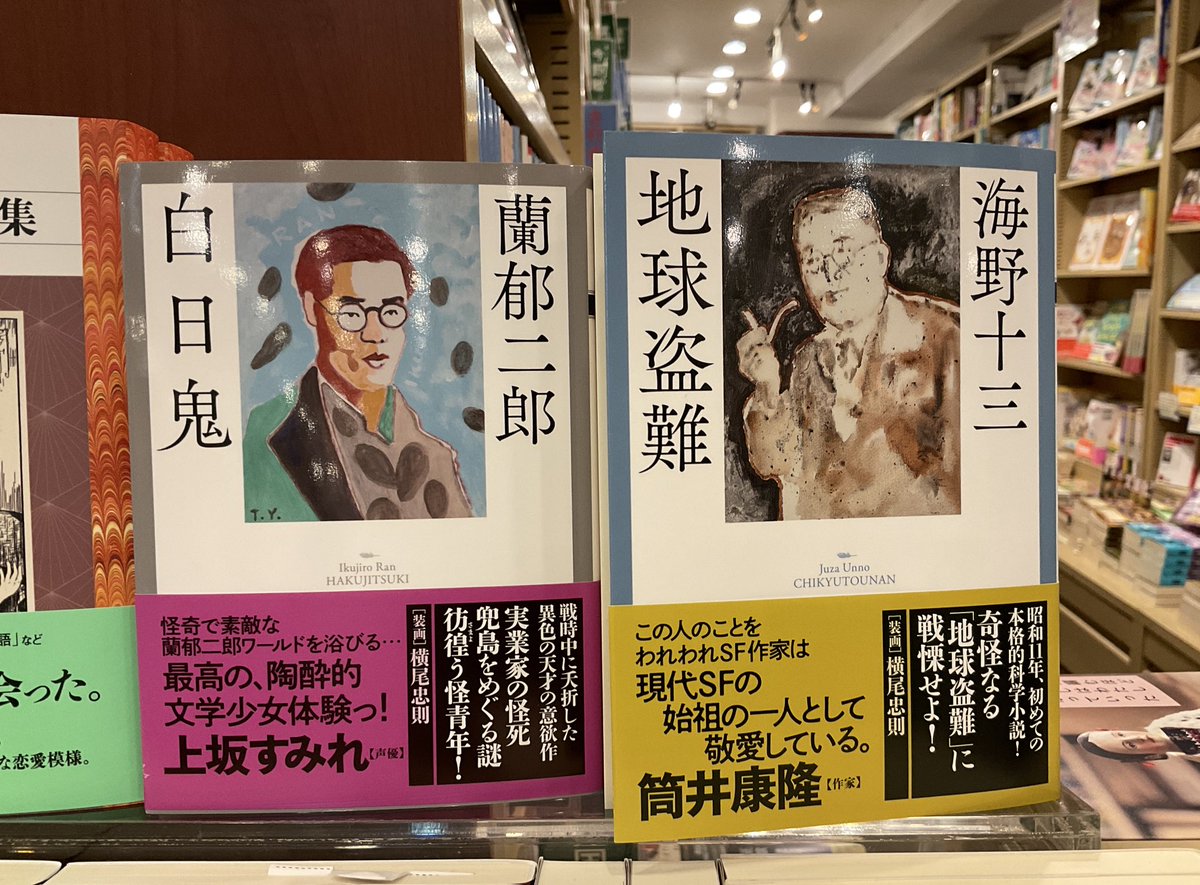 集
語」など
会った。
な恋愛模様。
白日鬼
蘭郁二郎
RAN
T.Y.
Ikujiro Ran
HAKUJITSUKI
怪奇で素敵な
蘭郁二郎ワールドを浴びる…
最高の、陶酔的
文学少女体験っ！
上坂すみれ【声優】
戦時中に夭折した
異色の天才の意欲作
実業家の怪死
兜島をめぐる謎
彷徨う怪青年！
［装画］横尾忠則
地球盗難
海野十三
Juza Unno
CHIKYUTOUNAN
この人のことを
われわれSF作家は
現代SFの
始祖の一人として
敬愛している。
筒井康隆【作家】
昭和11年、初めての
本格的科学小説！
奇怪なる
「地球盗難」に
戦慄せよ！
［装画］横尾忠則